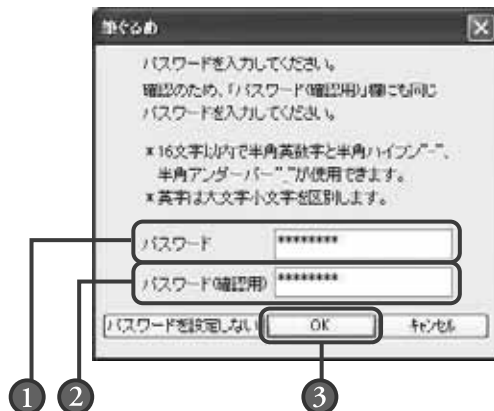 筆ぐるめ
パスワードを入力してください。
確認のため、「パスワード(確認用)」欄にも同じ
パスワードを入力してください。
*16文字以内で半角英数字と半角ハイフン"-"、
半角アンダーバー"_"が使用できます。
*英字は大文字小文字を区別します。
パスワード ********
パスワード(確認用) ********
パスワードを設定しない OK キャンセル
1 2 3